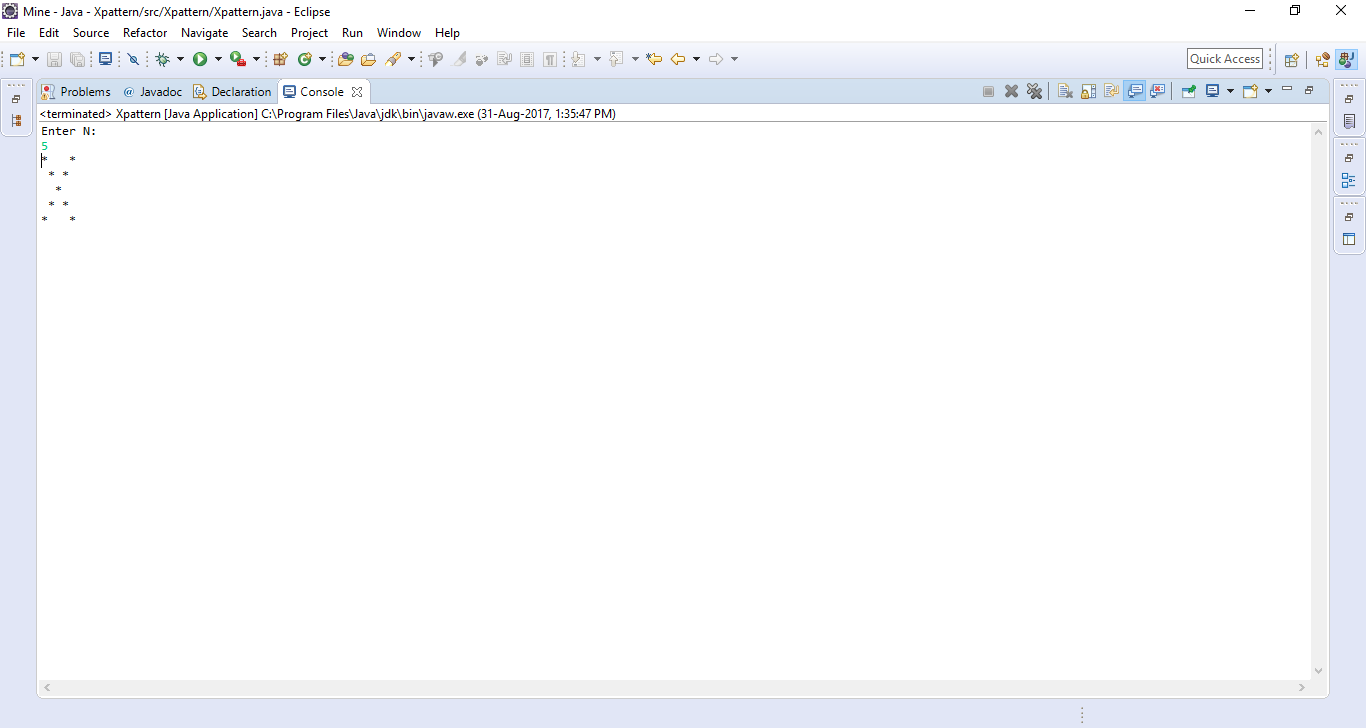 Mine - Java - Xpattern/src/Xpattern/Xpattern.java - Eclipse
File Edit Source Refactor Navigate Search Project Run Window Help
Quick Access
Problems @ Javadoc Declaration Console
<terminated> Xpattern [Java Application] C:\Program Files\Java\jdk\bin\javaw.exe (31-Aug-2017, 1:35:47 PM)
Enter N:
5
*   *
 * *
  *
 * *
*   *